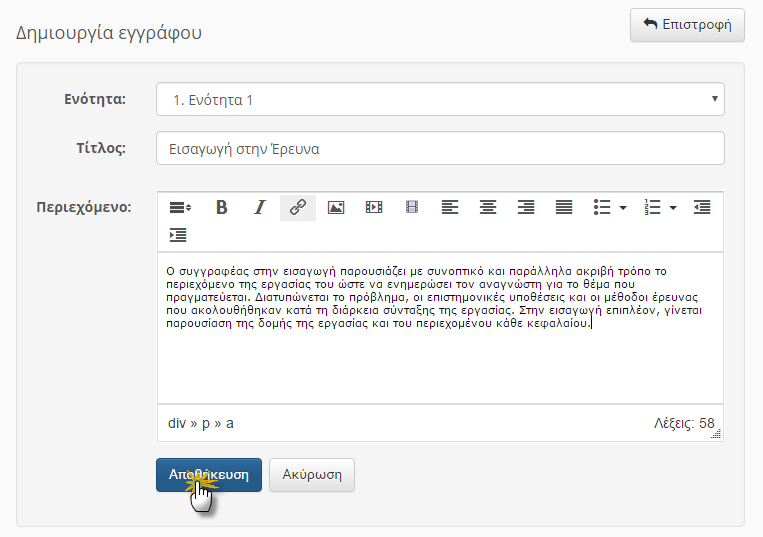 Δημιουργία εγγράφου
Επιστροφή
Ενότητα:
1. Ενότητα 1
Τίτλος:
Εισαγωγή στην Έρευνα
Περιεχόμενο:
B I
1 2 3
Ο συγγραφέας στην εισαγωγή παρουσιάζει με συνοπτικό και παράλληλα ακριβή τρόπο το
περιεχόμενο της εργασίας του ώστε να ενημερώσει τον αναγνώστη για το θέμα που
πραγματεύεται. Διατυπώνεται το πρόβλημα, οι επιστημονικές υποθέσεις και οι μέθοδοι έρευνας
που ακολουθήθηκαν κατά τη διάρκεια σύνταξης της εργασίας. Στην εισαγωγή επιπλέον, γίνεται
παρουσίαση της δομής της εργασίας και του περιεχομένου κάθε κεφαλαίου.
div » p » a
Λέξεις: 58
Αποθήκευση
Ακύρωση